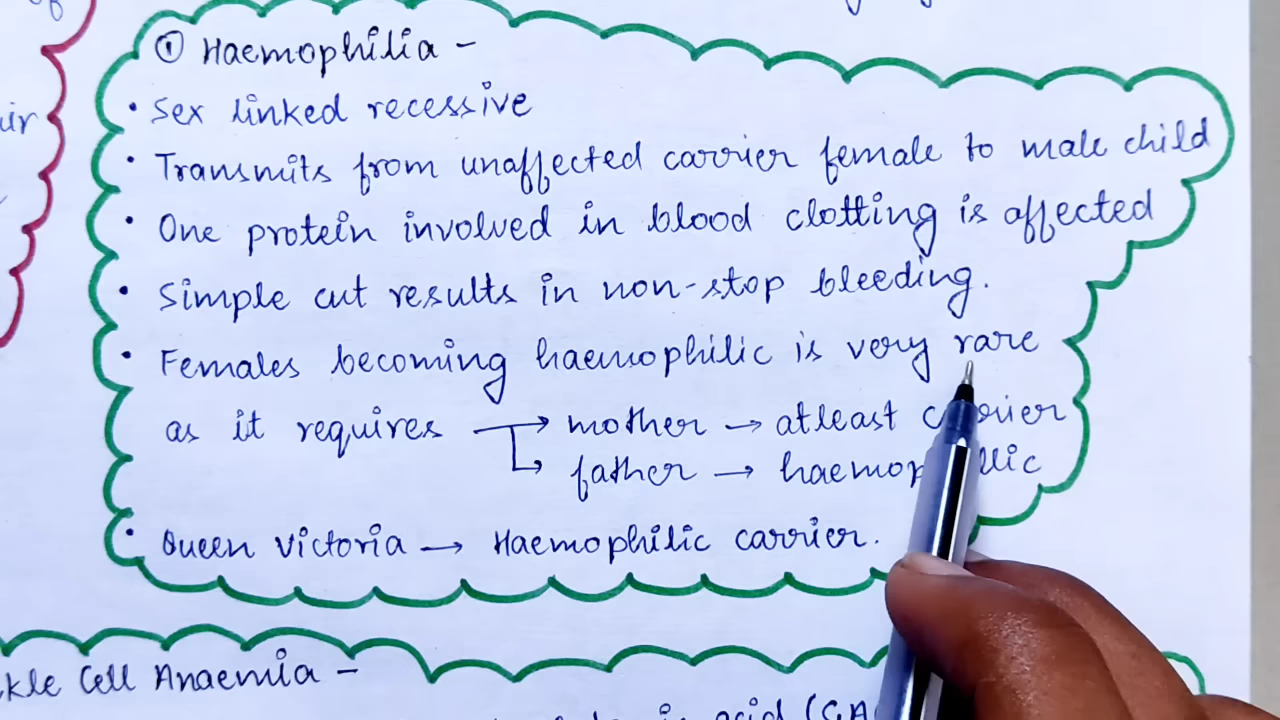 ① Haemophilia -
• Sex linked recessive
• Transmits from unaffected carrier female to male child
• One protein involved in blood clotting is affected
• Simple cut results in non-stop bleeding.
• Females becoming haemophilic is very rare
as it requires → mother → atleast
→ father →
• Queen Victoria → Haemophilic carrier.
Cell Anaemia -
acid